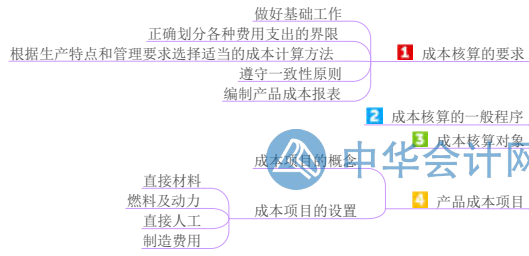 做好基础工作
正确划分各种费用支出的界限
根据生产特点和管理要求选择适当的成本计算方法
遵守一致性原则
编制产品成本报表
1 成本核算的要求
2 成本核算的一般程序
3 成本核算对象
中华会计网
成本项目的概念
直接材料
燃料及动力
直接人工
制造费用
成本项目的设置
4 产品成本项目